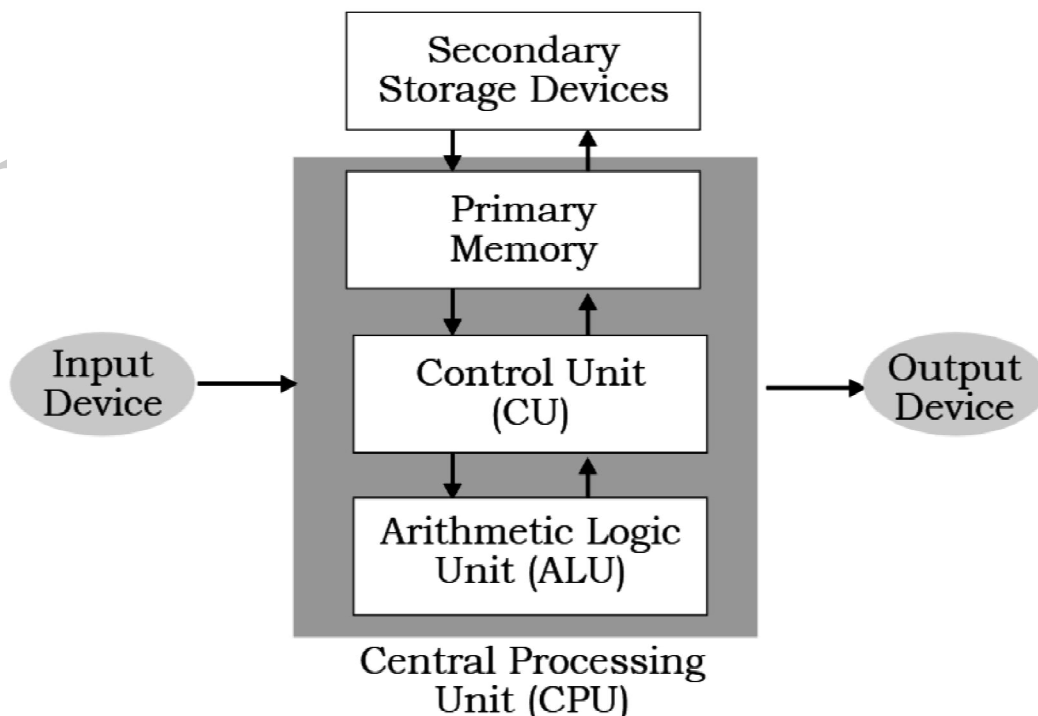 Secondary
Storage Devices
Primary
Memory
Input
Device
Control Unit
(CU)
Output
Device
Arithmetic Logic
Unit (ALU)
Central Processing
Unit (CPU)